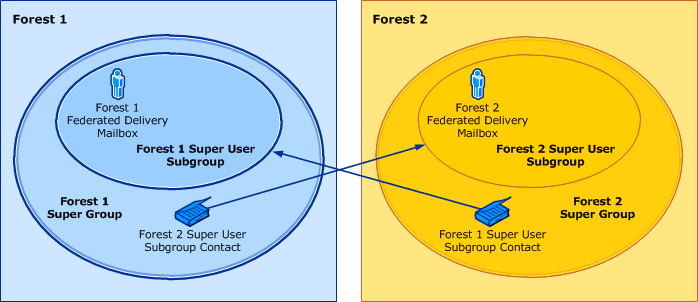 Forest 1
Forest 1
Federated Delivery
Mailbox
Forest 1 Super User
Subgroup
Forest 1
Super Group
Forest 2 Super User
Subgroup Contact
Forest 2
Forest 2
Federated Delivery
Mailbox
Forest 2 Super User
Subgroup
Forest 2
Super Group
Forest 1 Super User
Subgroup Contact